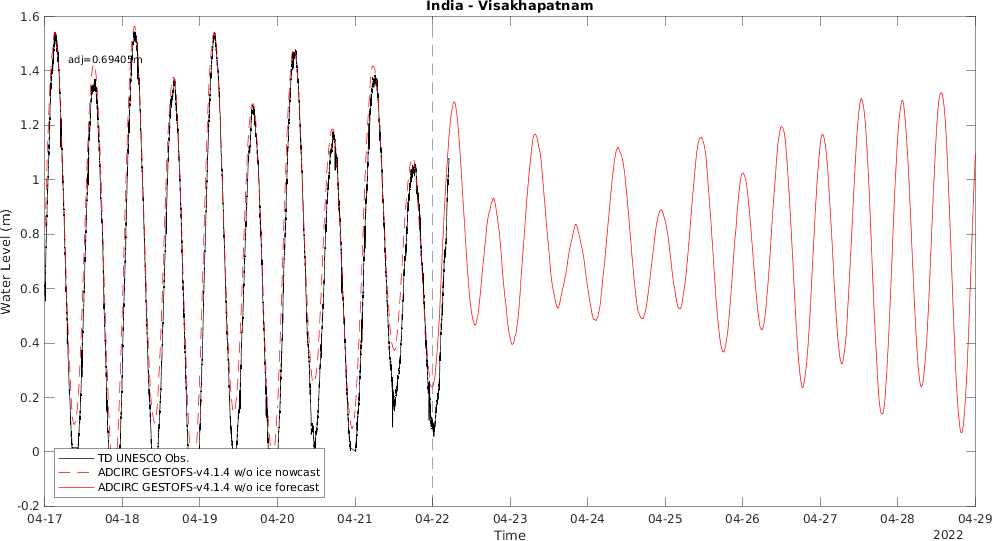 India - Visakhapatnam
adj=0.69405m
Water Level (m)
1.6
1.4
1.2
1
0.8
0.6
0.4
0.2
0
-0.2
TD UNESCO Obs.
ADCIRC GESTOFS-v4.1.4 w/o ice nowcast
ADCIRC GESTOFS-v4.1.4 w/o ice forecast
04-17 04-18 04-19 04-20 04-21 04-22 04-23 04-24 04-25 04-26 04-27 04-28 04-29
Time
2022